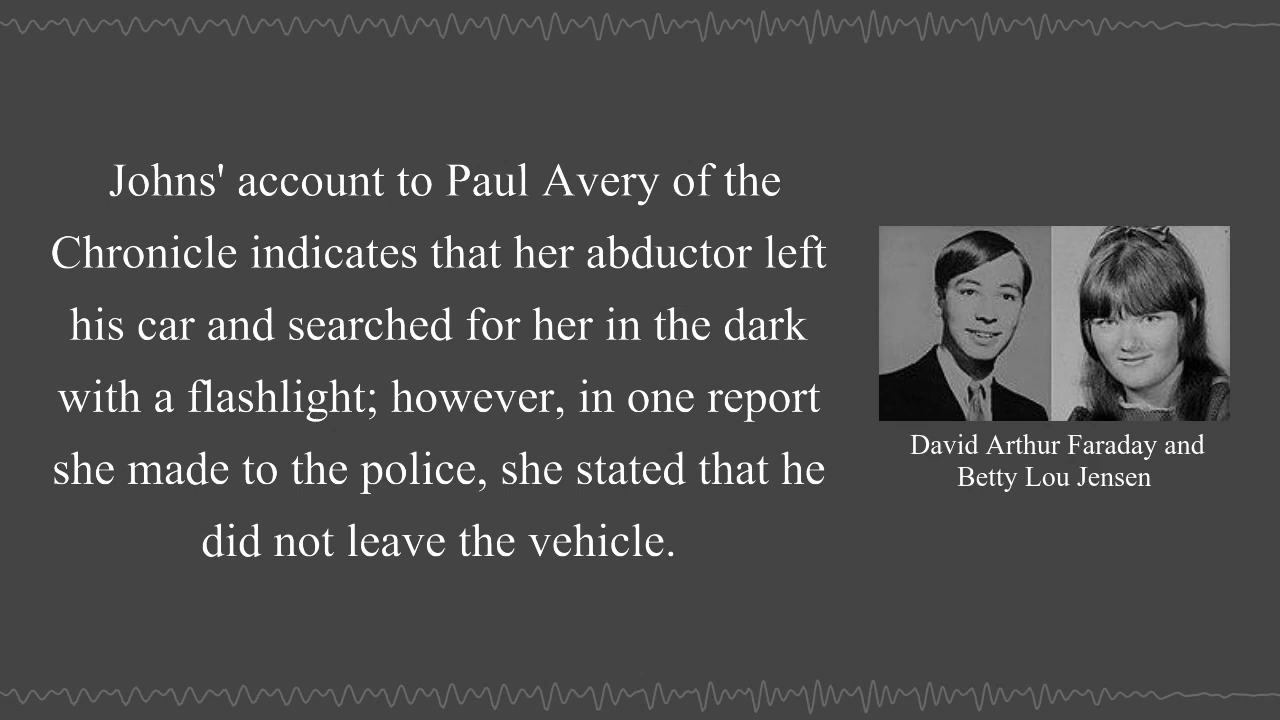 Johns' account to Paul Avery of the
Chronicle indicates that her abductor left
his car and searched for her in the dark
with a flashlight; however, in one report
she made to the police, she stated that he
did not leave the vehicle.
David Arthur Faraday and
Betty Lou Jensen